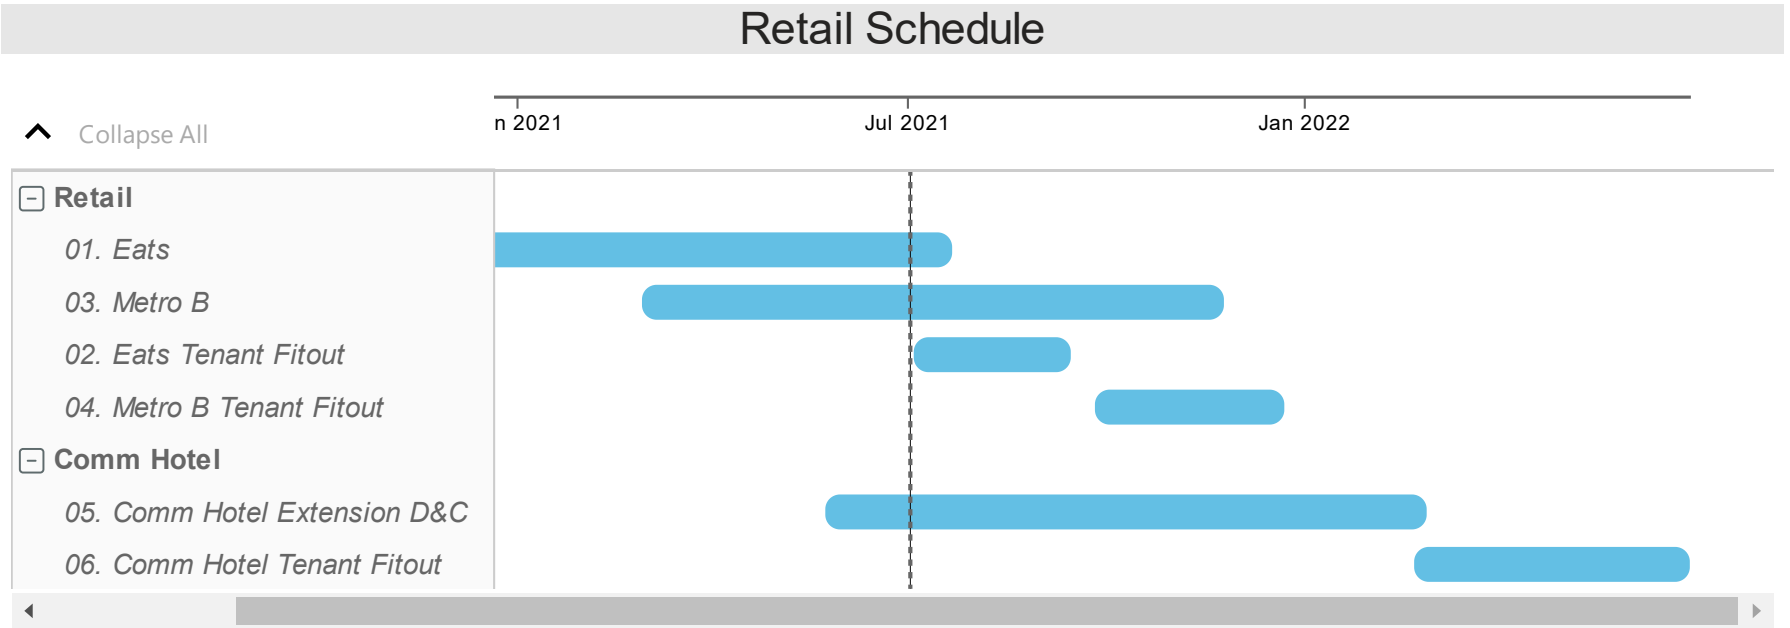 Retail Schedule
n 2021 Jul 2021 Jan 2022
Collapse All
Retail
01. Eats
03. Metro B
02. Eats Tenant Fitout
04. Metro B Tenant Fitout
Comm Hotel
05. Comm Hotel Extension D&C
06. Comm Hotel Tenant Fitout